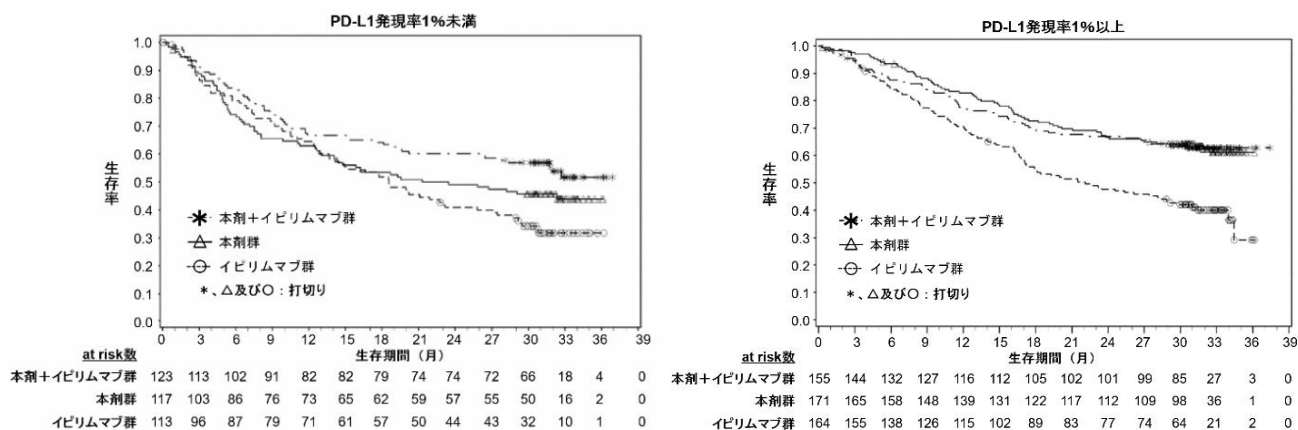 PD-L1発現率1%未満
1.0
0.9
0.8
0.7
0.6
0.5
0.4
0.3
0.2
0.1
0.0
生存率
本剤+イピリムマブ群
本剤群
イピリムマブ群
*、△及び○:打切り
0 3 6 9 12 15 18 21 24 27 30 33 36 39
生存期間(月)
at risk数
本剤+イピリムマブ群 123 113 102 91 82 82 79 74 74 72 66 18 4 0
本剤群 117 103 86 76 73 65 62 59 57 55 50 16 2 0
イピリムマブ群 113 96 87 79 71 61 57 50 44 43 32 10 1 0
PD-L1発現率1%以上
1.0
0.9
0.8
0.7
0.6
0.5
0.4
0.3
0.2
0.1
0.0
生存率
本剤+イピリムマブ群
本剤群
イピリムマブ群
*、△及び○:打切り
0 3 6 9 12 15 18 21 24 27 30 33 36 39
生存期間(月)
at risk数
本剤+イピリムマブ群 155 144 132 127 116 112 105 102 101 99 85 27 3 0
本剤群 171 165 158 148 139 131 122 117 112 109 98 36 1 0
イピリムマブ群 164 155 138 126 115 102 89 83 77 74 64 21 2 0